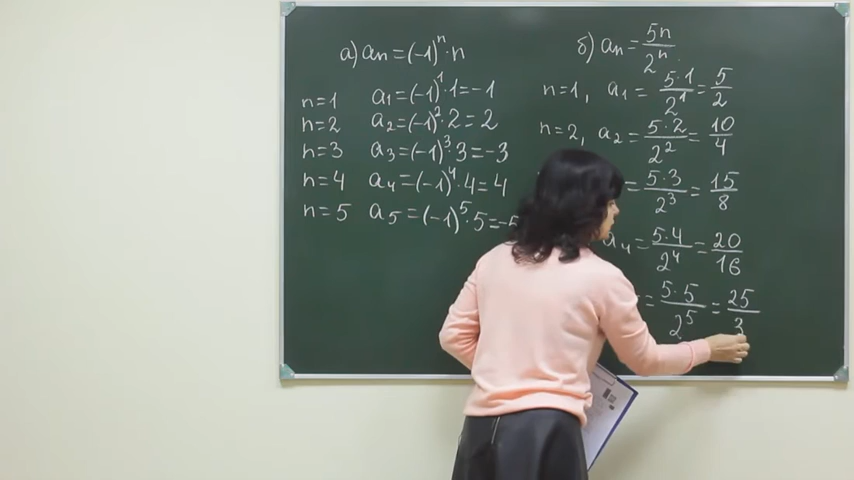 а) aₙ = (-1)ⁿ · n
n = 1 a₁ = (-1)¹ · 1 = -1
n = 2 a₂ = (-1)² · 2 = 2
n = 3 a₃ = (-1)³ · 3 = -3
n = 4 a₄ = (-1)⁴ · 4 = 4
n = 5 a₅ = (-1)⁵ · 5 = -5
б) aₙ = 5n / 2ⁿ
n = 1, a₁ = 5·1 / 2¹ = 5 / 2
n = 2, a₂ = 5·2 / 2² = 10 / 4
= 5·3 / 2³ = 15 / 8
a₄ = 5·4 / 2⁴ = 20 / 16
= 5·5 / 2⁵ = 25 / 3